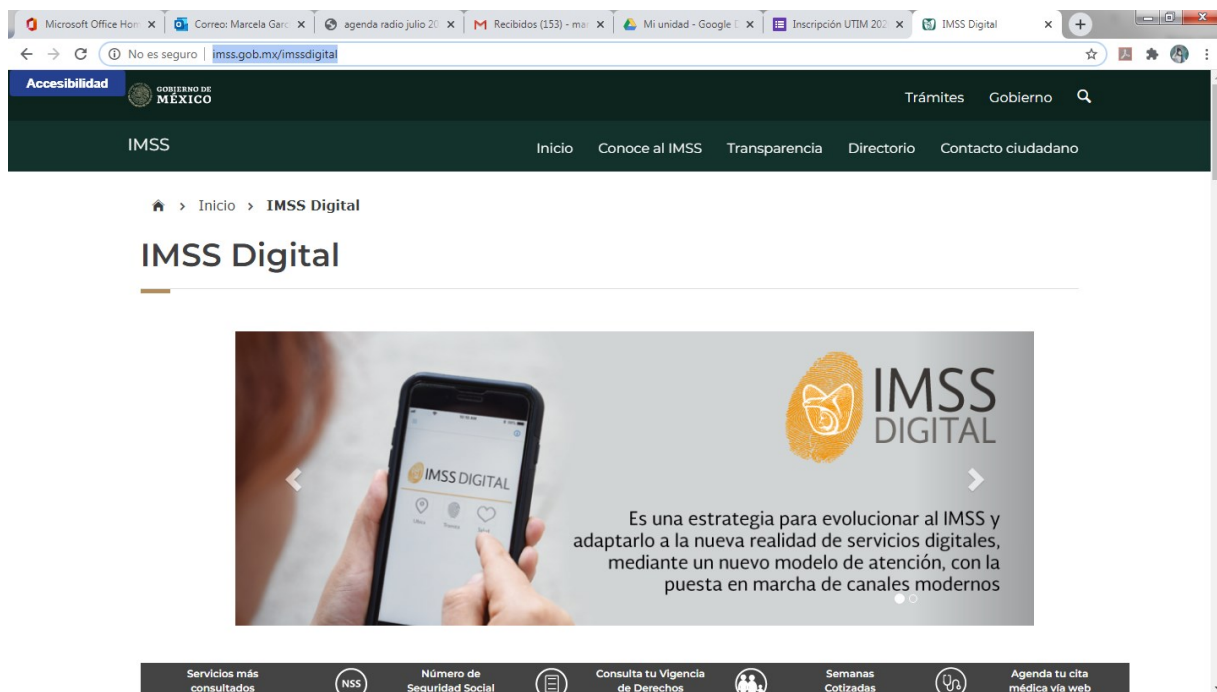 Microsoft Office Hom
Correo: Marcela Garc
agenda radio julio 20
Recibidos (153) - mar
Mi unidad - Google D
Inscripción UTIM 202
IMSS Digital
No es seguro | imss.gob.mx/imssdigital
Accesibilidad
GOBIERNO DE
MÉXICO
Trámites Gobierno
IMSS
Inicio Conoce al IMSS Transparencia Directorio Contacto ciudadano
> Inicio > IMSS Digital
IMSS Digital
IMSS DIGITAL
IMSS
DIGITAL
Es una estrategia para evolucionar al IMSS y
adaptarlo a la nueva realidad de servicios digitales,
mediante un nuevo modelo de atención, con la
puesta en marcha de canales modernos
Servicios más
consultados
NSS
Número de
Seguridad Social
Consulta tu Vigencia
de Derechos
Semanas
Cotizadas
Agenda tu cita
médica vía web